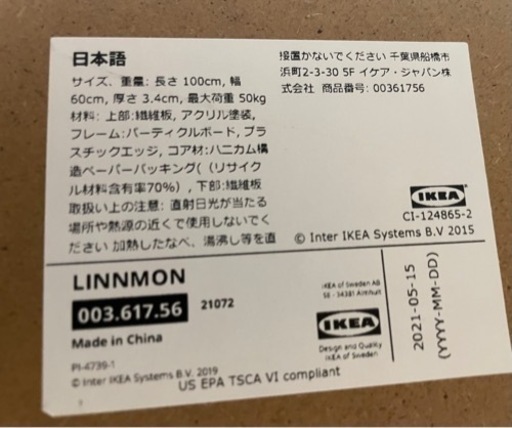 日本語
サイズ、重量: 長さ 100cm, 幅
60cm, 厚さ 3.4cm, 最大荷重 50kg
材料: 上部:繊維板, アクリル塗装,
フレーム:パーティクルボード, プラ
スチックエッジ, コア材:ハニカム構
造ペーパーパッキング(（リサイク
ル材料含有率70%）, 下部:繊維板
取扱い上の注意: 直射日光が当たる
場所や熱源の近くで使用しないでく
ださい 加熱したなべ、湯沸し等を直
接置かないでください 千葉県船橋市
浜町2-3-30 5F イケア・ジャパン株
式会社 商品番号: 00361756
IKEA
CI-124865-2
© Inter IKEA Systems B.V 2015
LINNMON
003.617.56 21072
Made in China
PI-4739-1
© Inter IKEA Systems B.V. 2019
US EPA TSCA VI compliant
IKEA of Sweden AB
SE - 34381 Älmhult
IKEA
Design and Quality
IKEA of Sweden
2021-05-15
(YYYY-MM-DD)